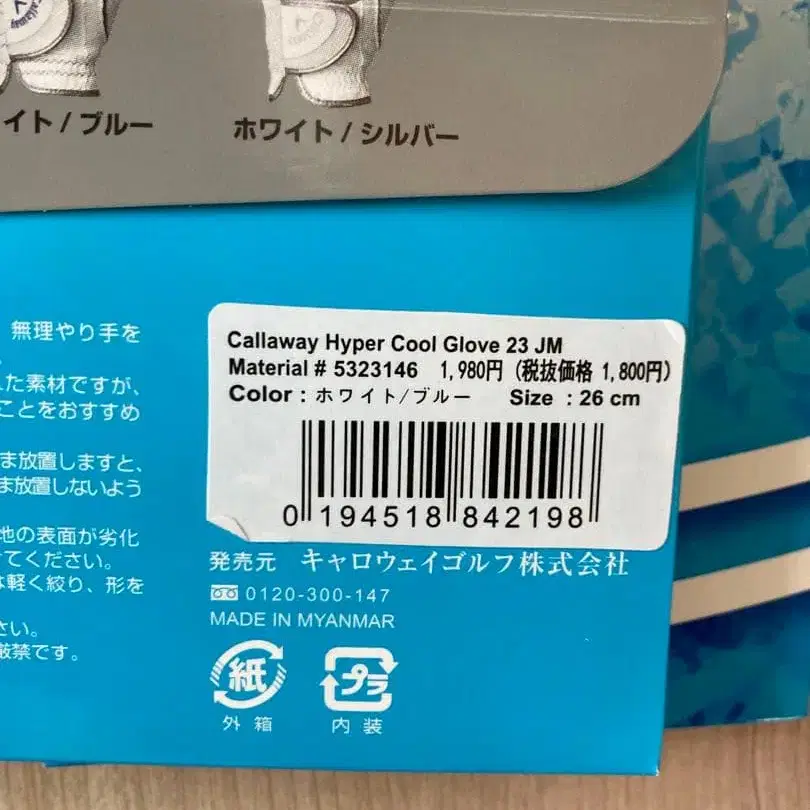 イト / ブルー
ホワイト / シルバー
無理やり手を
た素材ですが、
ことをおすすめ
ま放置しますと、
ま放置しないよう
地の表面が劣化
てください。
軽く絞り、形を
さい。
厳禁です。
Callaway Hyper Cool Glove 23 JM
Material # 5323146 1,980円 (税抜価格 1,800円)
Color : ホワイト/ブルー Size : 26 cm
0 194518 842198
発売元 キャロウェイゴルフ株式会社
0120-300-147
MADE IN MYANMAR
紙 プラ
外箱 内装